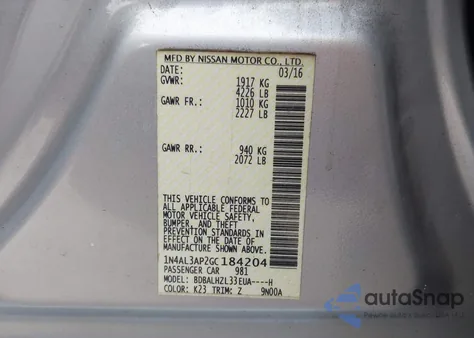 MFD BY NISSAN MOTOR CO., LTD.
DATE: 03/16
GVWR: 1917 KG
4226 LB
GAWR FR.: 1010 KG
2227 LB
GAWR RR.: 940 KG
2072 LB
THIS VEHICLE CONFORMS TO
ALL APPLICABLE FEDERAL
MOTOR VEHICLE SAFETY,
BUMPER, AND THEFT
PREVENTION STANDARDS IN
EFFECT ON THE DATE OF
MANUFACTURE SHOWN ABOVE.
1N4AL3AP2GC184204
PASSENGER CAR 981
MODEL: BDBALHZL33EUA----H
COLOR: K23 TRIM: Z 9N00A
autoSnap